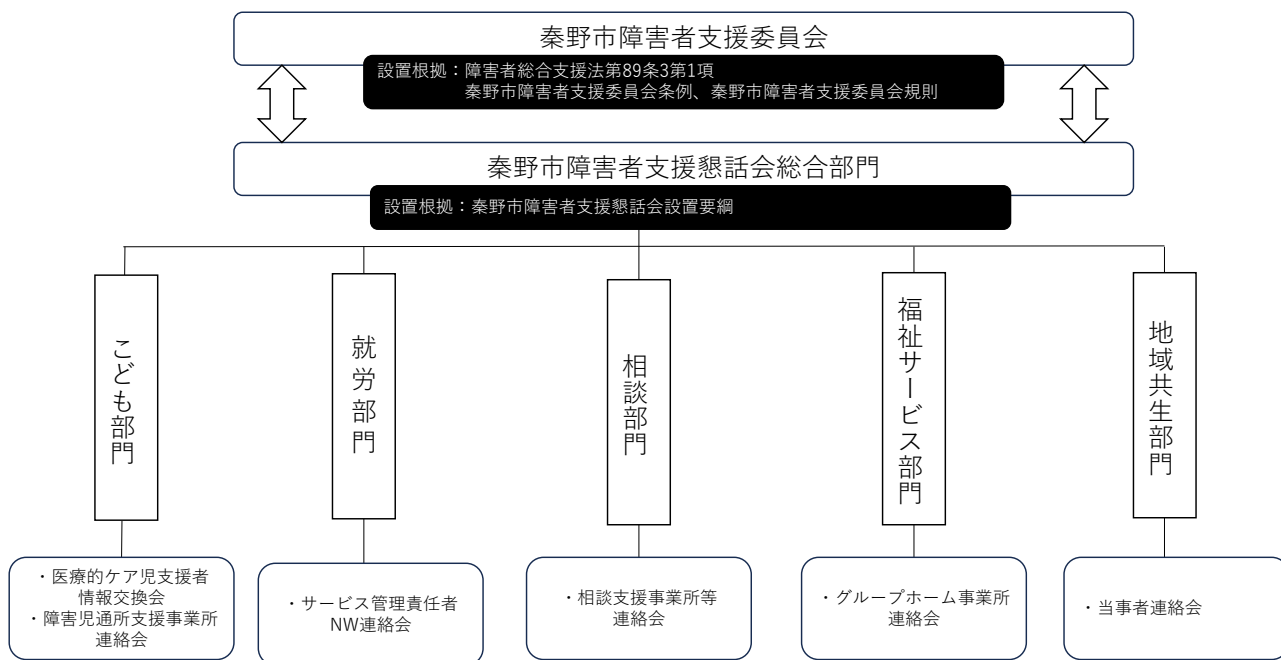 秦野市障害者支援委員会
設置根拠：障害者総合支援法第89条3第1項
秦野市障害者支援委員会条例、秦野市障害者支援委員会規則
秦野市障害者支援懇話会総合部門
設置根拠：秦野市障害者支援懇話会設置要綱
こども部門
就労部門
相談部門
福祉サービス部門
地域共生部門
・医療的ケア児支援者
情報交換会
・障害児通所支援事業所
連絡会
・サービス管理責任者
NW連絡会
・相談支援事業所等
連絡会
・グループホーム事業所
連絡会
・当事者連絡会